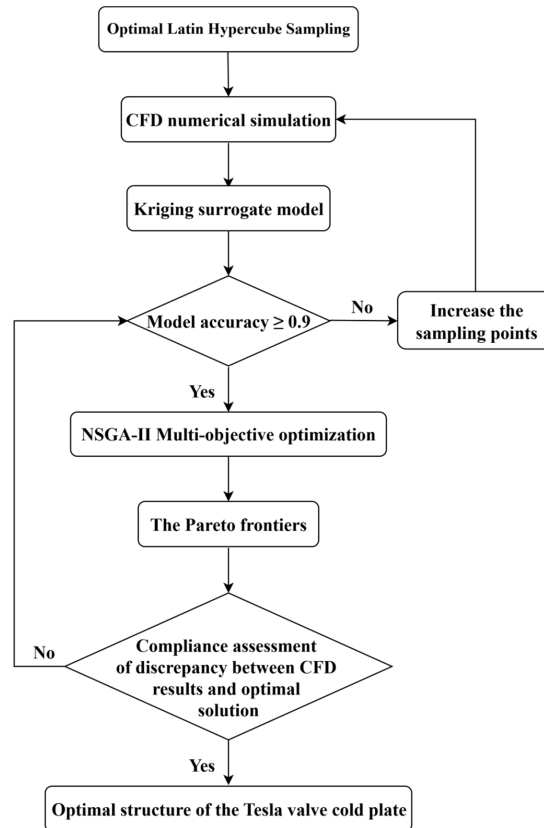 Optimal Latin Hypercube Sampling
CFD numerical simulation
Kriging surrogate model
Model accuracy ≥ 0.9
No
Increase the
sampling points
Yes
NSGA-II Multi-objective optimization
The Pareto frontiers
No
Compliance assessment
of discrepancy between CFD
results and optimal
solution
Yes
Optimal structure of the Tesla valve cold plate